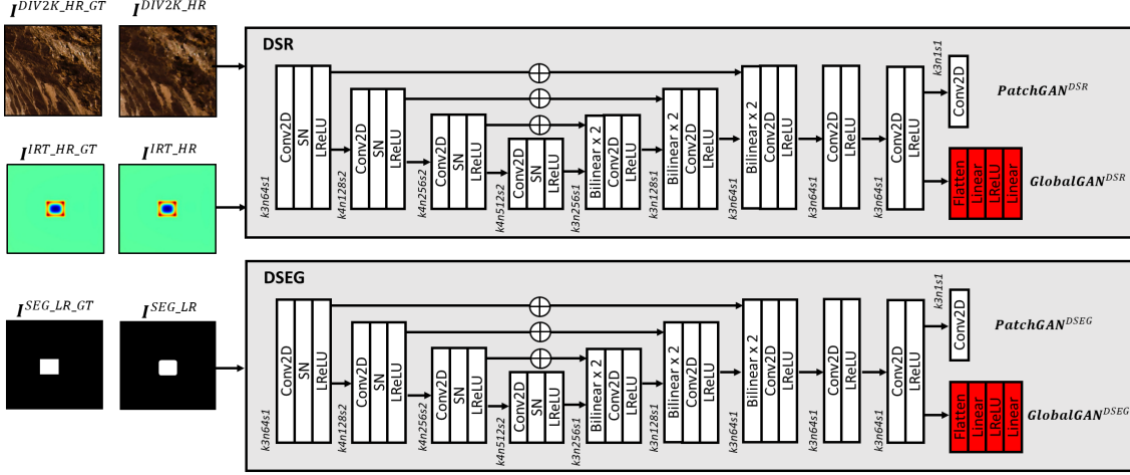 I^{DIV2K_HR_GT} I^{DIV2K_HR}
I^{IRT_HR_GT} I^{IRT_HR}
I^{SEG_LR_GT} I^{SEG_LR}
DSR
k3n64s1
Conv2D
SN
LReLU
k4n128s2
Conv2D
SN
LReLU
k4n256s2
Conv2D
SN
LReLU
k4n512s2
Conv2D
SN
LReLU
k3n256s1
Bilinear x 2
Conv2D
LReLU
k3n128s1
Bilinear x 2
Conv2D
LReLU
k3n64s1
Bilinear x 2
Conv2D
LReLU
k3n64s1
Conv2D
LReLU
k3n64s1
Conv2D
LReLU
k3n1s1
Conv2D
PatchGAN^{DSR}
Flatten
Linear
LReLU
Linear
GlobalGAN^{DSR}
DSEG
k3n64s1
Conv2D
SN
LReLU
k4n128s2
Conv2D
SN
LReLU
k4n256s2
Conv2D
SN
LReLU
k4n512s2
Conv2D
SN
LReLU
k3n256s1
Bilinear x 2
Conv2D
LReLU
k3n128s1
Bilinear x 2
Conv2D
LReLU
k3n64s1
Bilinear x 2
Conv2D
LReLU
k3n64s1
Conv2D
LReLU
k3n64s1
Conv2D
LReLU
k3n1s1
Conv2D
PatchGAN^{DSEG}
Flatten
Linear
LReLU
Linear
GlobalGAN^{DSEG}